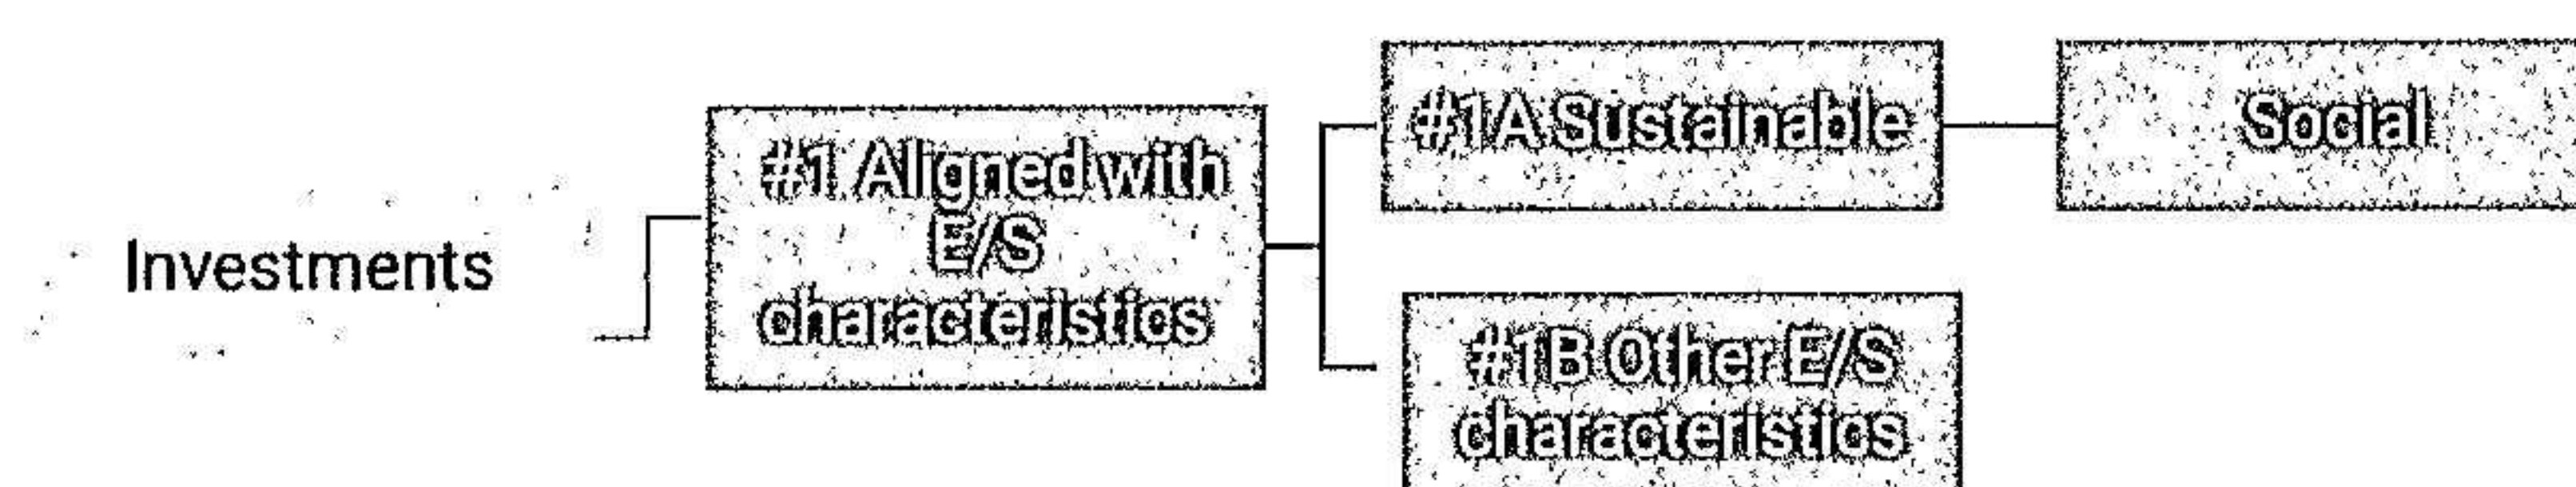 Investments
#1 Aligned with
E/S
characteristics
#1A Sustainable
Social
#1B Other E/S
characteristics